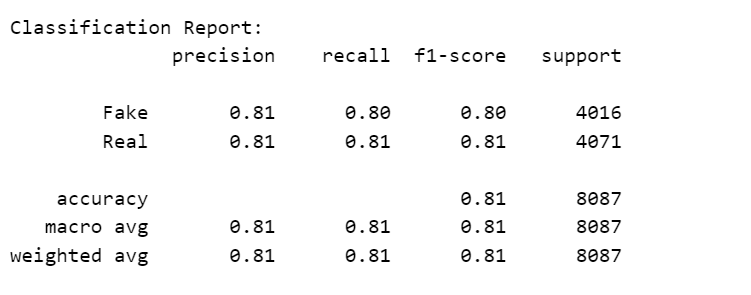 Classification Report:
precision recall f1-score support
Fake 0.81 0.80 0.80 4016
Real 0.81 0.81 0.81 4071
accuracy 0.81 8087
macro avg 0.81 0.81 0.81 8087
weighted avg 0.81 0.81 0.81 8087